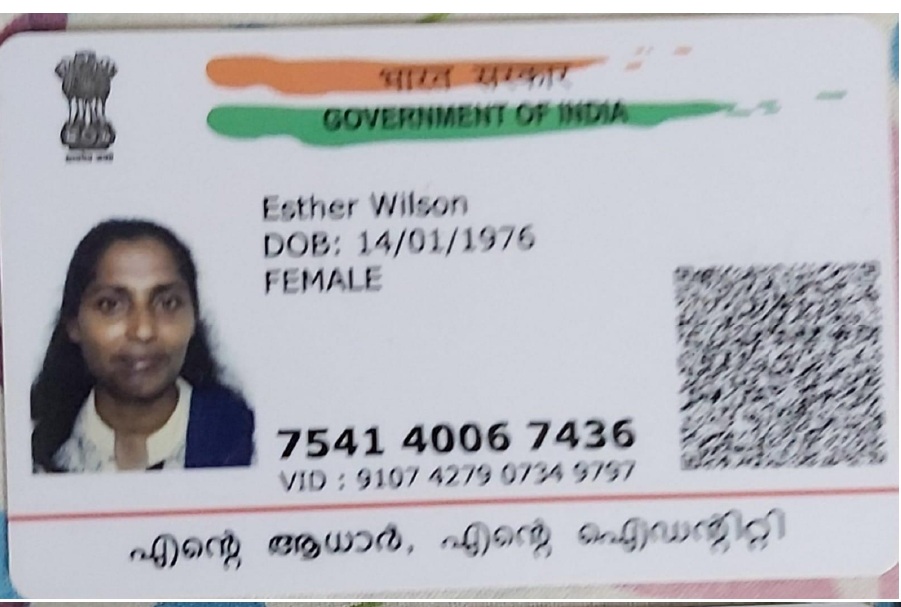 भारत सरकार
GOVERNMENT OF INDIA
Esther Wilson
DOB: 14/01/1976
FEMALE
7541 4006 7436
VID : 9107 4279 0734 9797
എന്റെ ആധാർ, എന്റെ ഐഡന്റിറ്റി